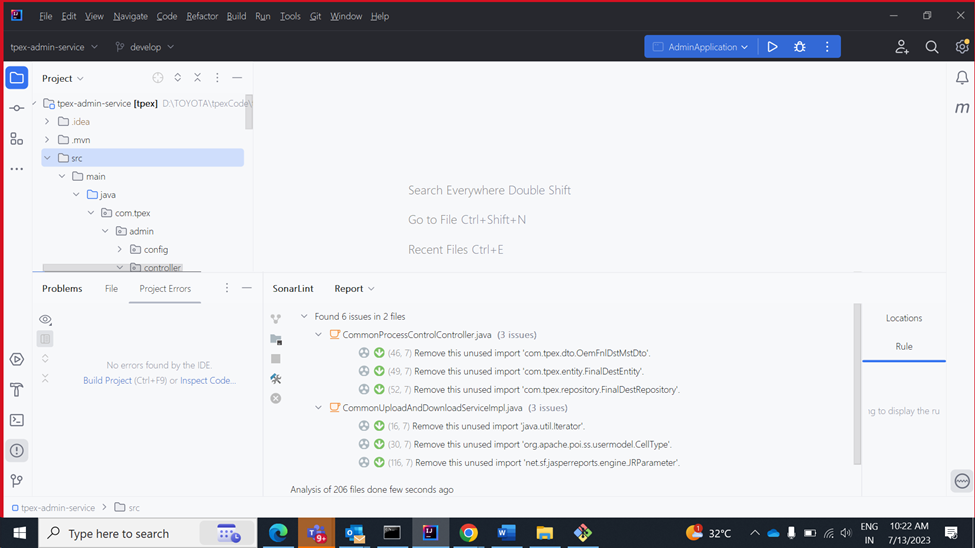 File Edit View Navigate Code Refactor Build Run Tools Git Window Help
tpex-admin-service develop AdminApplication
Project
tpex-admin-service [tpex] D:\TOYOTA\tpexCode\
.idea
.mvn
src
main
java
com.tpex
admin
config
controller
Search Everywhere Double Shift
Go to File Ctrl+Shift+N
Recent Files Ctrl+E
m
Problems File Project Errors
No errors found by the IDE.
Build Project (Ctrl+F9) or Inspect Code...
SonarLint Report
Found 6 issues in 2 files
CommonProcessControlController.java (3 issues)
(46, 7) Remove this unused import 'com.tpex.dto.OemFnlDstMstDto'.
(49, 7) Remove this unused import 'com.tpex.entity.FinalDestEntity'.
(52, 7) Remove this unused import 'com.tpex.repository.FinalDestRepository'.
CommonUploadAndDownloadServiceImpl.java (3 issues)
(16, 7) Remove this unused import 'java.util.Iterator'.
(30, 7) Remove this unused import 'org.apache.poi.ss.usermodel.CellType'.
(116, 7) Remove this unused import 'net.sf.jasperreports.engine.JRParameter'.
Analysis of 206 files done few seconds ago
Locations
Rule
ng to display the ru
tpex-admin-service > src
Type here to search
9+
1
32°C
ENG
IN
10:22 AM
7/13/2023